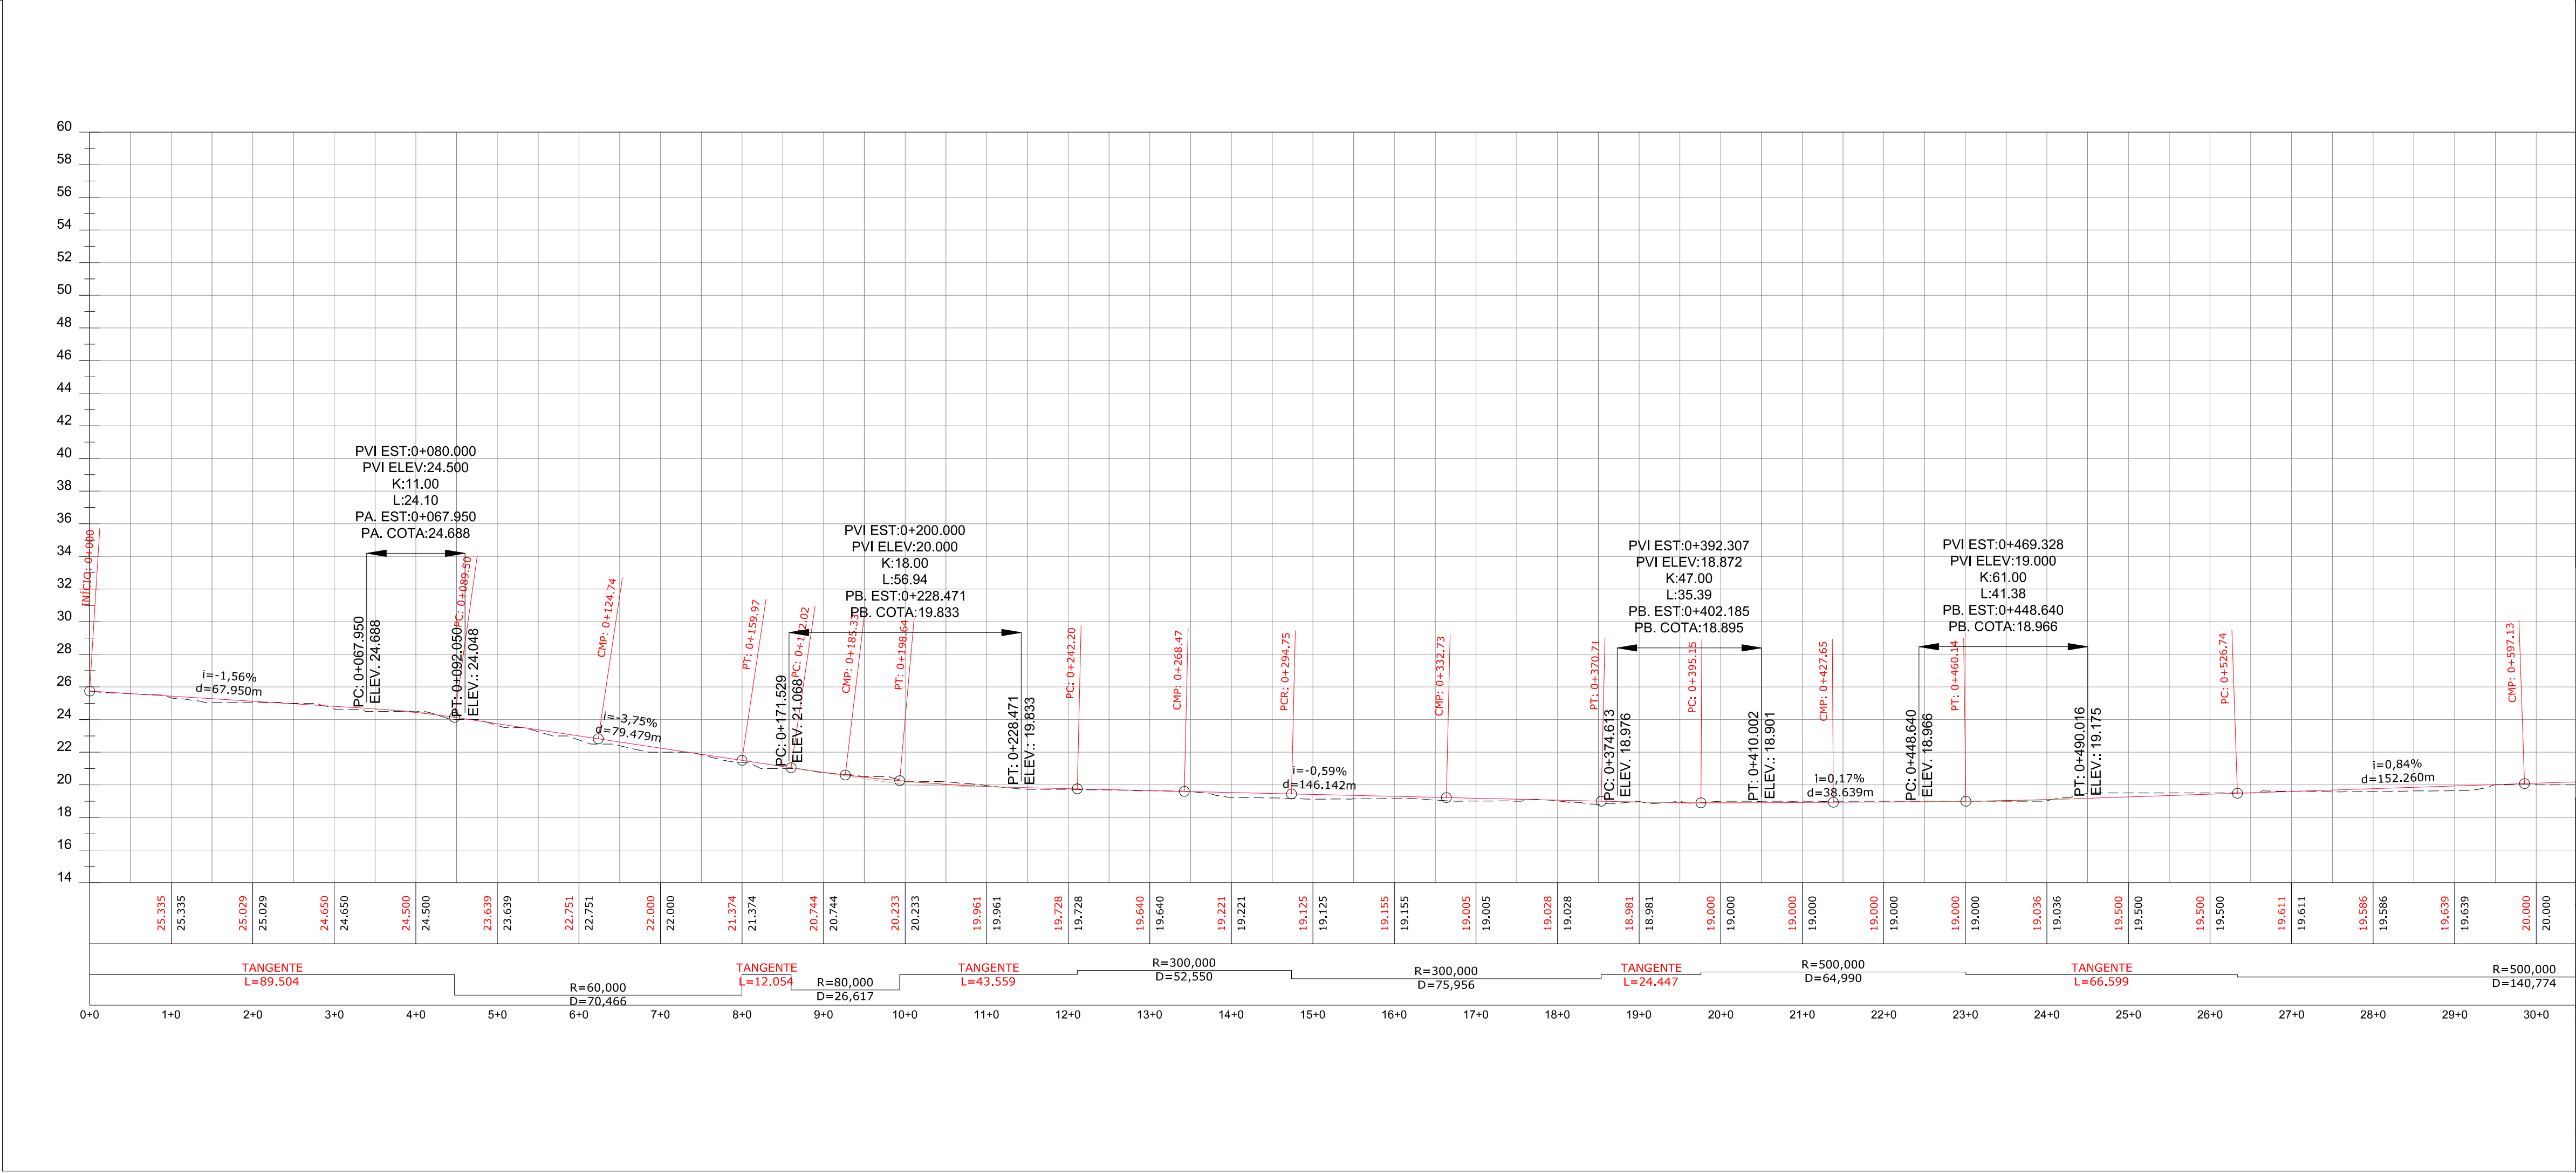 60
58
56
54
52
50
48
46
44
42
40
38
36
34
32
30
28
26
24
22
20
18
16
14
INÍCIO: 0+000
i=-1,56%
d=67.950m
PVI EST:0+080.000
PVI ELEV:24.500
K:11.00
L:24.10
PA. EST:0+067.950
PA. COTA:24.688
PC: 0+067.950
ELEV. 24.688
PC: 0+089.50
PT: 0+092.050
ELEV.: 24.048
CMP: 0+124.74
i=-3,75%
d=79.479m
PT: 0+159.97
PVI EST:0+200.000
PVI ELEV:20.000
K:18.00
L:56.94
PB. EST:0+228.471
PB. COTA:19.833
PC: 0+171.529
ELEV. 21.068
PC: 0+172.02
CMP: 0+185.33
PT: 0+198.64
PT: 0+228.471
ELEV.: 19.833
PC: 0+242.20
CMP: 0+268.47
PCR: 0+294.75
i=-0,59%
d=146.142m
CMP: 0+332.73
PT: 0+370.71
PVI EST:0+392.307
PVI ELEV:18.872
K:47.00
L:35.39
PB. EST:0+402.185
PB. COTA:18.895
PC: 0+374.613
ELEV. 18.976
PC: 0+395.15
PT: 0+410.002
ELEV.: 18.901
CMP: 0+427.65
i=0,17%
d=38.639m
PVI EST:0+469.328
PVI ELEV:19.000
K:61.00
L:41.38
PB. EST:0+448.640
PB. COTA:18.966
PC: 0+448.640
ELEV. 18.966
PT: 0+460.14
PT: 0+490.016
ELEV.: 19.175
PC: 0+526.74
i=0,84%
d=152.260m
CMP: 0+597.13
25.335 25.335 25.029 25.029 24.650 24.650 24.500 24.500 23.639 23.639 22.751 22.751 22.000 22.000 21.374 21.374 20.744 20.744 20.233 20.233 19.961 19.961 19.728 19.728 19.640 19.640 19.221 19.221 19.125 19.125 19.155 19.155 19.005 19.005 19.028 19.028 18.981 18.981 19.000 19.000 19.000 19.000 19.000 19.000 19.000 19.000 19.036 19.036 19.500 19.500 19.500 19.500 19.611 19.611 19.586 19.586 19.639 19.639 20.000 20.000
TANGENTE
L=89.504
R=60,000
D=70,466
TANGENTE
L=12.054
R=80,000
D=26,617
TANGENTE
L=43.559
R=300,000
D=52,550
R=300,000
D=75,956
TANGENTE
L=24.447
R=500,000
D=64,990
TANGENTE
L=66.599
R=500,000
D=140,774
0+0 1+0 2+0 3+0 4+0 5+0 6+0 7+0 8+0 9+0 10+0 11+0 12+0 13+0 14+0 15+0 16+0 17+0 18+0 19+0 20+0 21+0 22+0 23+0 24+0 25+0 26+0 27+0 28+0 29+0 30+0